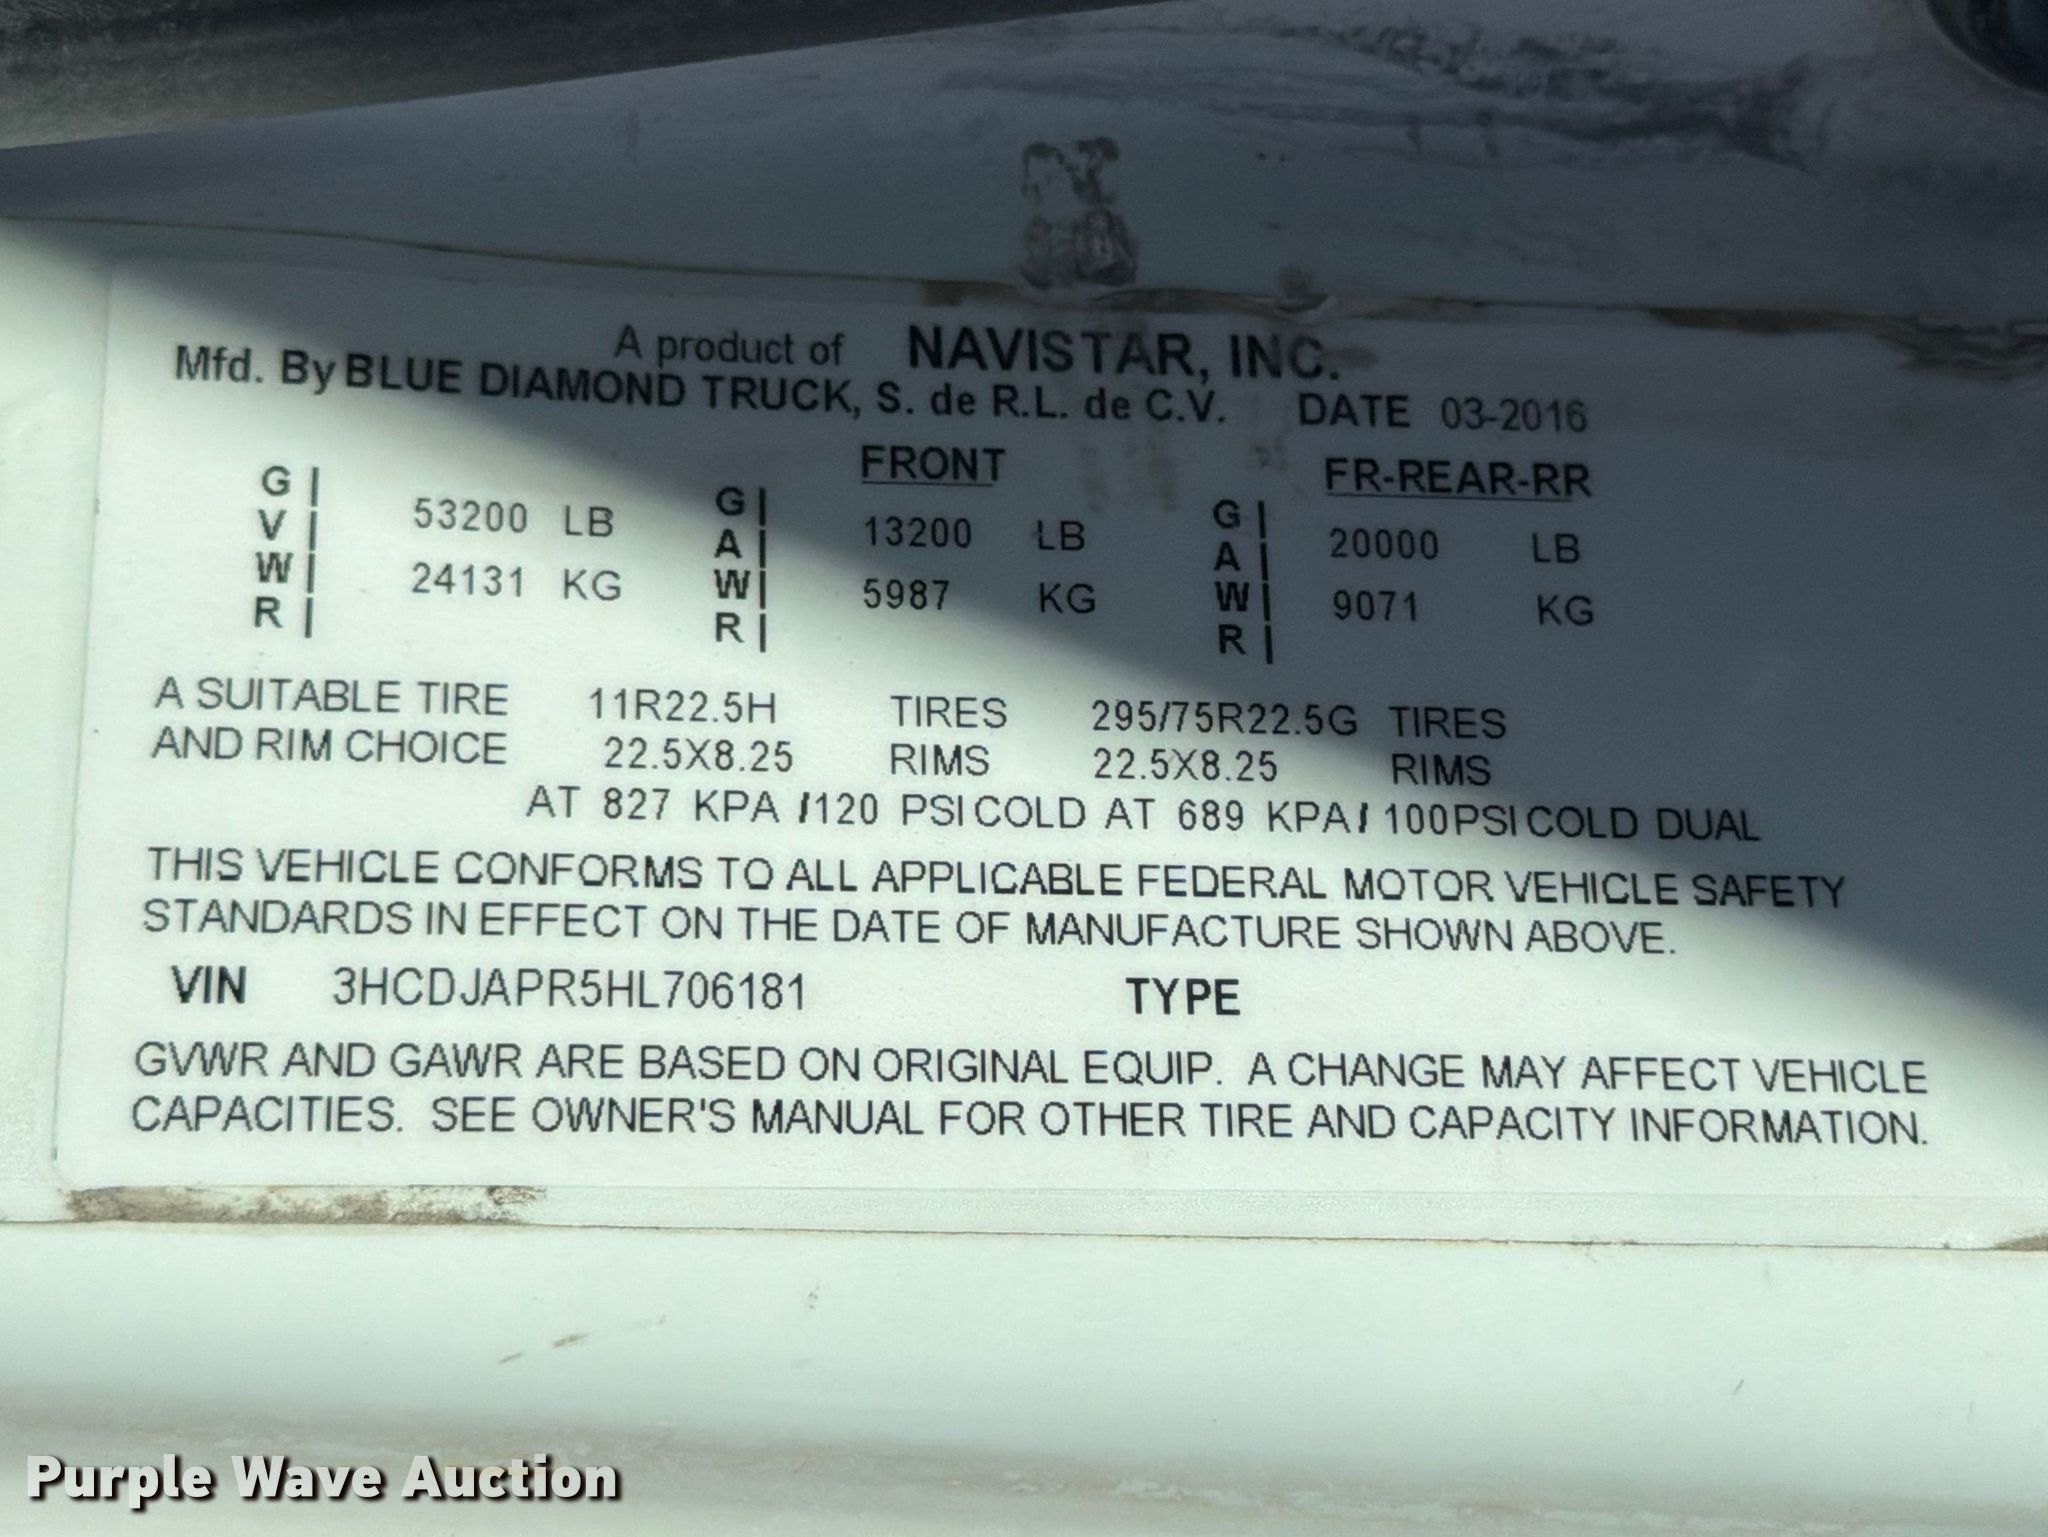 A product of NAVISTAR, INC.
Mfd. By BLUE DIAMOND TRUCK, S. de R.L. de C.V. DATE 03-2016
FRONT FR-REAR-RR
GVWR 53200 LB GAWR 13200 LB GAWR 20000 LB
24131 KG 5987 KG 9071 KG
A SUITABLE TIRE 11R22.5H TIRES 295/75R22.5G TIRES
AND RIM CHOICE 22.5X8.25 RIMS 22.5X8.25 RIMS
AT 827 KPA /120 PSI COLD AT 689 KPA/ 100PSI COLD DUAL
THIS VEHICLE CONFORMS TO ALL APPLICABLE FEDERAL MOTOR VEHICLE SAFETY
STANDARDS IN EFFECT ON THE DATE OF MANUFACTURE SHOWN ABOVE.
VIN 3HCDJAPR5HL706181 TYPE
GVWR AND GAWR ARE BASED ON ORIGINAL EQUIP. A CHANGE MAY AFFECT VEHICLE
CAPACITIES. SEE OWNER'S MANUAL FOR OTHER TIRE AND CAPACITY INFORMATION.
Purple Wave Auction